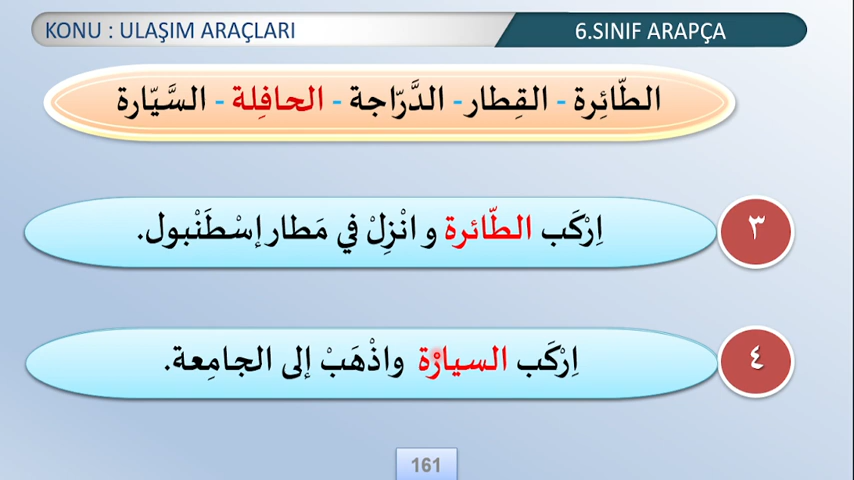 KONU : ULAŞIM ARAÇLARI
6.SINIF ARAPÇA
الطّائِرة - القِطار- الدَّرّاجة - الحافِلة - السَّيّارة
٣
اِرْكَب الطّائرة و انْزِلْ في مَطار إسْطَنْبول.
٤
اِرْكَب السيارْة واذْهَبْ إلى الجامِعة.
161